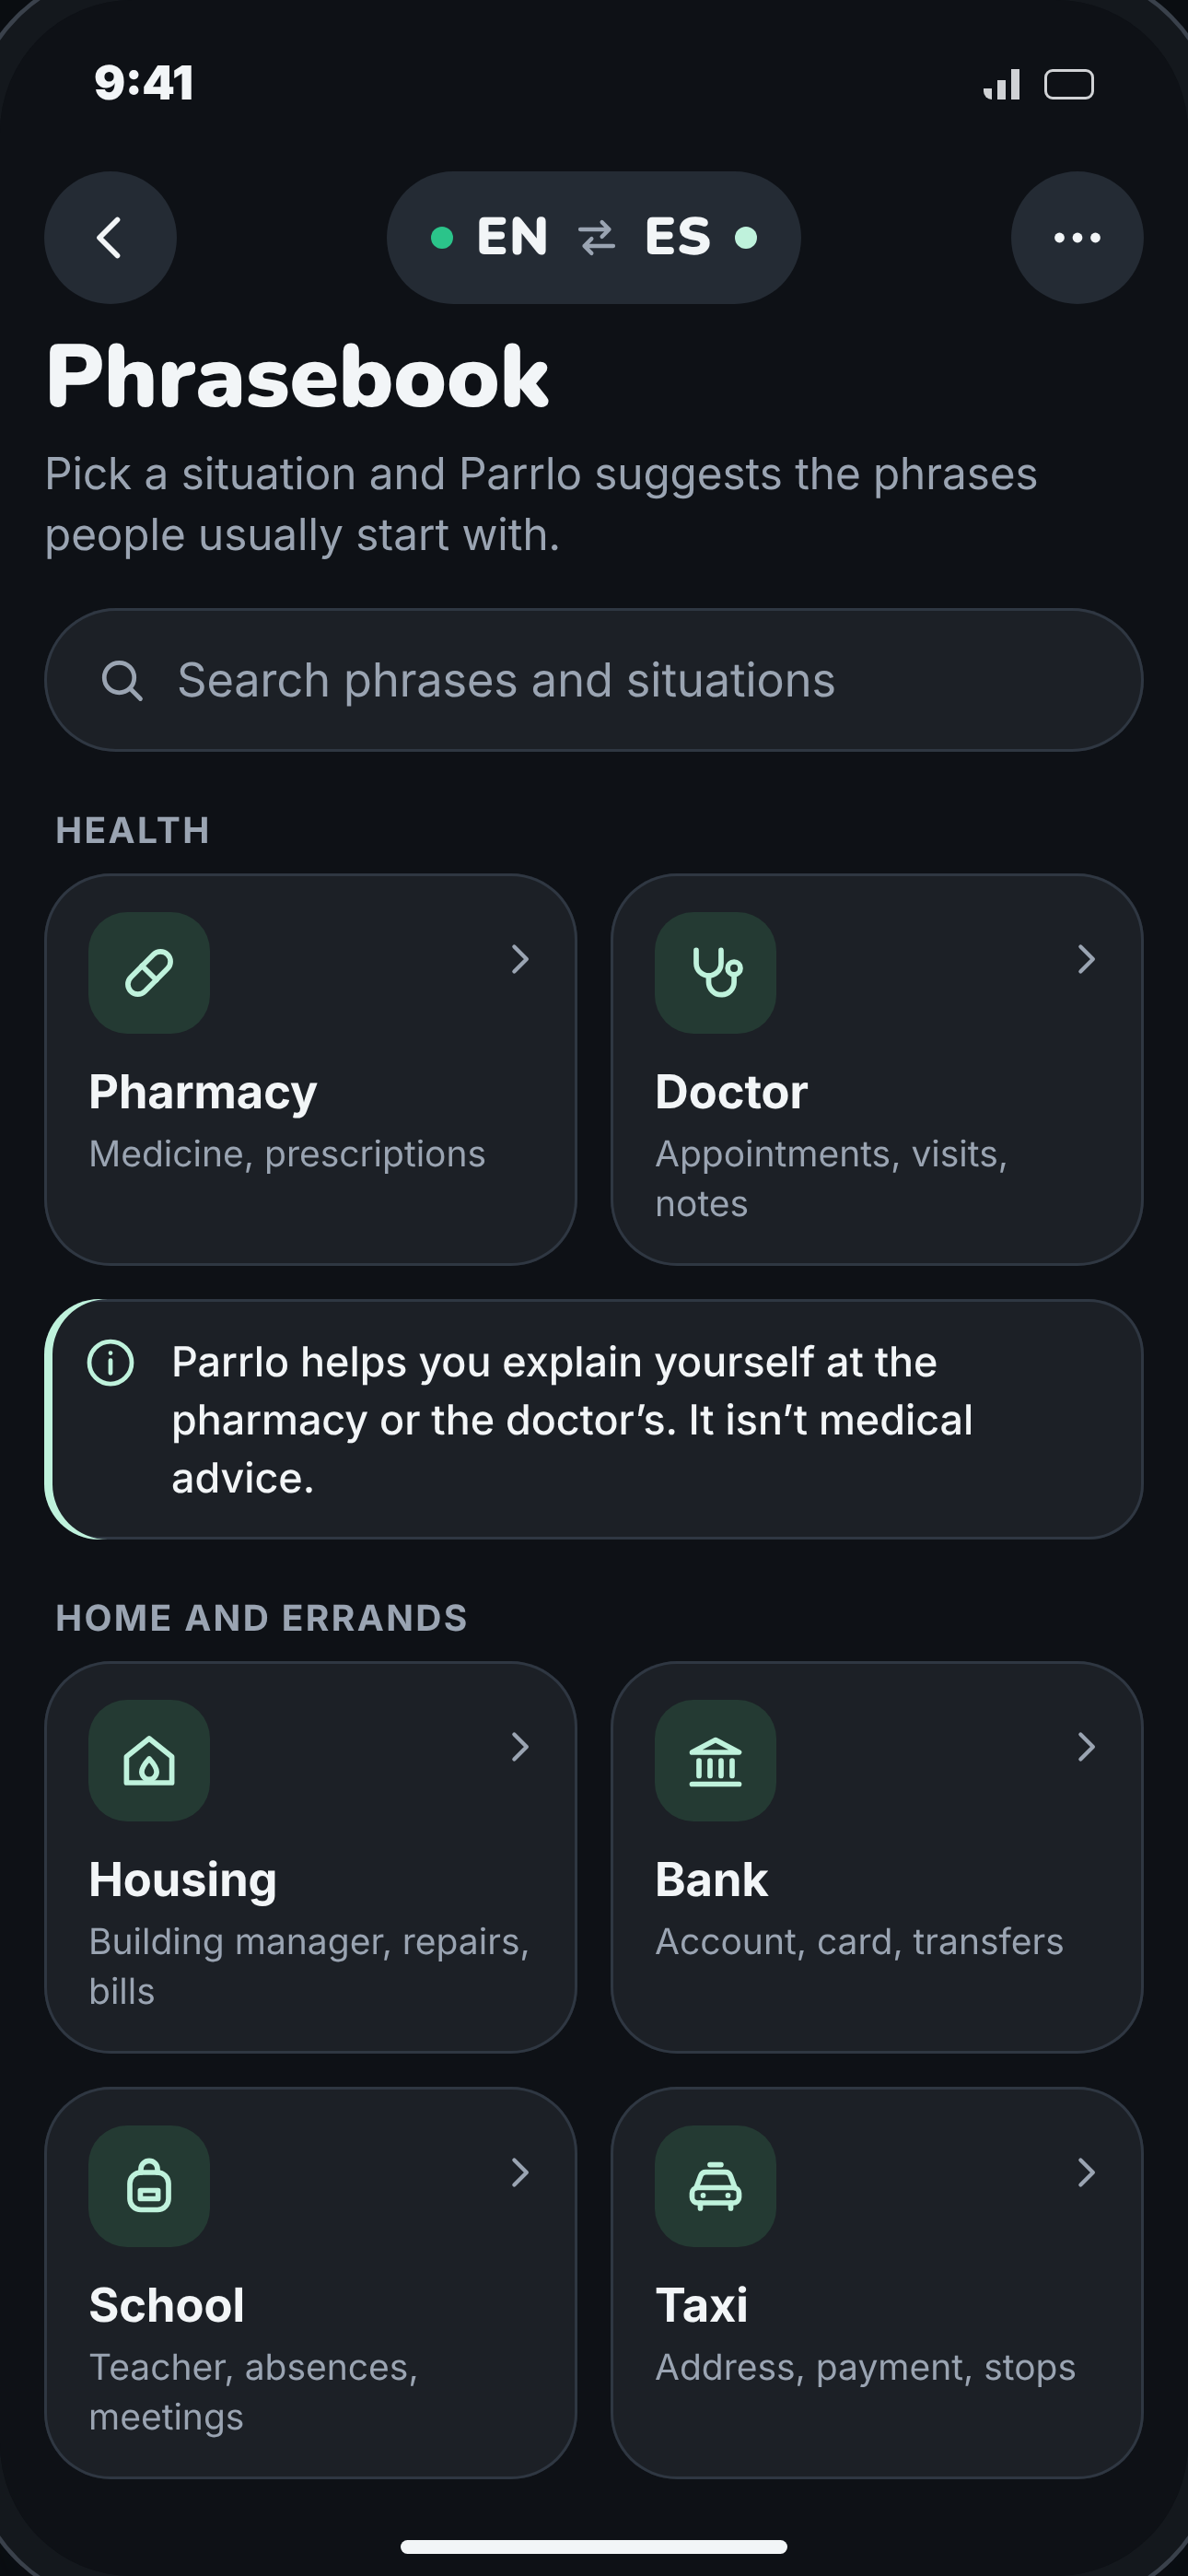 9:41
EN ES
Phrasebook
Pick a situation and Parrlo suggests the phrases
people usually start with.
Search phrases and situations
HEALTH
Pharmacy
Medicine, prescriptions
Doctor
Appointments, visits,
notes
Parrlo helps you explain yourself at the
pharmacy or the doctor’s. It isn’t medical
advice.
HOME AND ERRANDS
Housing
Building manager, repairs,
bills
Bank
Account, card, transfers
School
Teacher, absences,
meetings
Taxi
Address, payment, stops